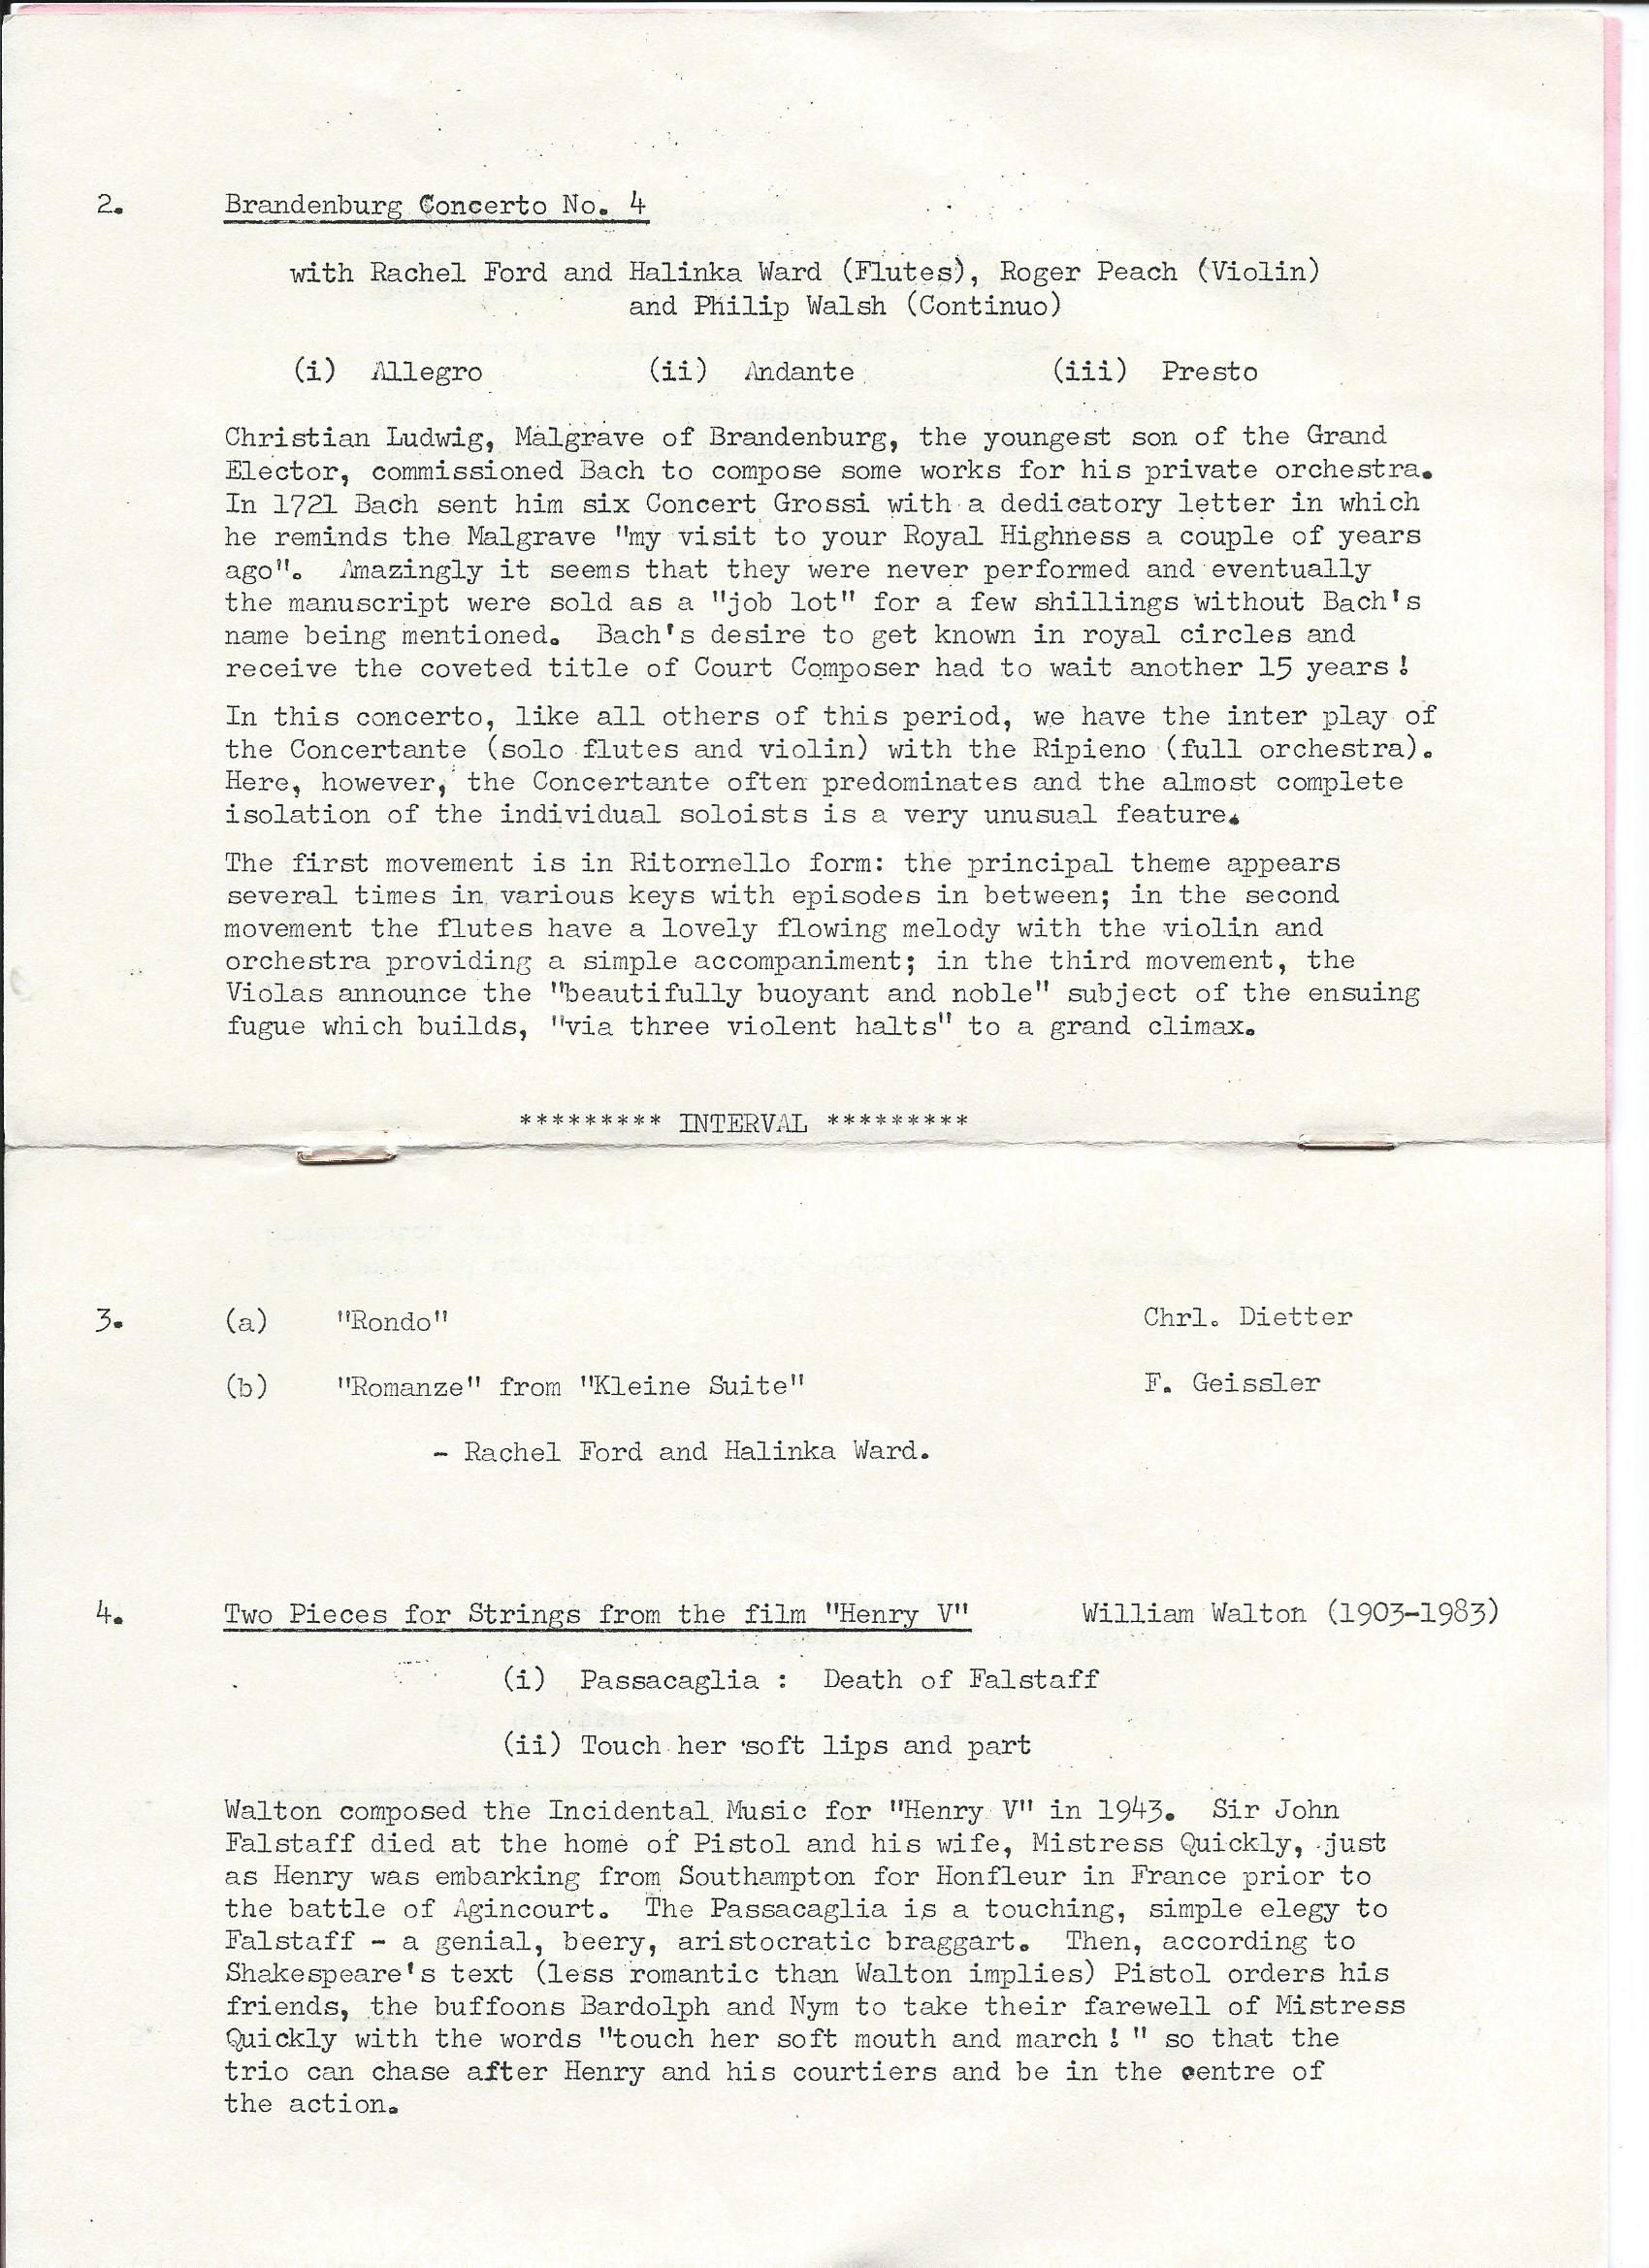 2. Brandenburg Concerto No. 4
with Rachel Ford and Halinka Ward (Flutes), Roger Peach (Violin)
and Philip Walsh (Continuo)
(i) Allegro (ii) Andante (iii) Presto
Christian Ludwig, Malgrave of Brandenburg, the youngest son of the Grand
Elector, commissioned Bach to compose some works for his private orchestra.
In 1721 Bach sent him six Concert Grossi with a dedicatory letter in which
he reminds the Malgrave "my visit to your Royal Highness a couple of years
ago". Amazingly it seems that they were never performed and eventually
the manuscript were sold as a "job lot" for a few shillings without Bach's
name being mentioned. Bach's desire to get known in royal circles and
receive the coveted title of Court Composer had to wait another 15 years!
In this concerto, like all others of this period, we have the inter play of
the Concertante (solo flutes and violin) with the Ripieno (full orchestra).
Here, however, the Concertante often predominates and the almost complete
isolation of the individual soloists is a very unusual feature.
The first movement is in Ritornello form: the principal theme appears
several times in various keys with episodes in between; in the second
movement the flutes have a lovely flowing melody with the violin and
orchestra providing a simple accompaniment; in the third movement, the
Violas announce the "beautifully buoyant and noble" subject of the ensuing
fugue which builds, "via three violent halts" to a grand climax.
********* INTERVAL *********
3. (a) "Rondo" Chrl. Dietter
(b) "Romanze" from "Kleine Suite" F. Geissler
- Rachel Ford and Halinka Ward.
4. Two Pieces for Strings from the film "Henry V" William Walton (1903-1983)
(i) Passacaglia : Death of Falstaff
(ii) Touch her soft lips and part
Walton composed the Incidental Music for "Henry V" in 1943. Sir John
Falstaff died at the home of Pistol and his wife, Mistress Quickly, just
as Henry was embarking from Southampton for Honfleur in France prior to
the battle of Agincourt. The Passacaglia is a touching, simple elegy to
Falstaff - a genial, beery, aristocratic braggart. Then, according to
Shakespeare's text (less romantic than Walton implies) Pistol orders his
friends, the buffoons Bardolph and Nym to take their farewell of Mistress
Quickly with the words "touch her soft mouth and march!" so that the
trio can chase after Henry and his courtiers and be in the centre of
the action.